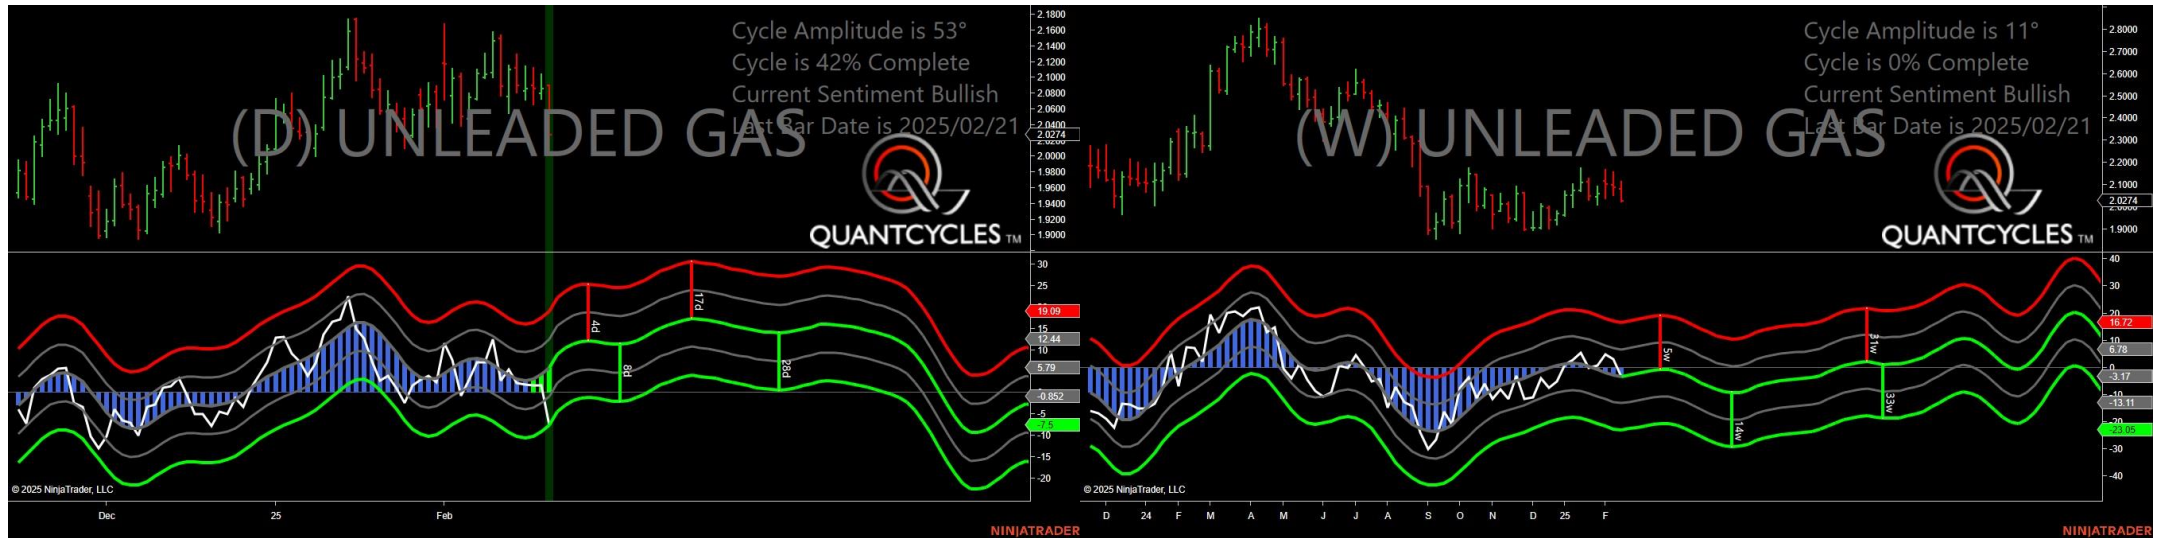 Cycle Amplitude is 53°
Cycle is 42% Complete
Current Sentiment Bullish
Last Bar Date is 2025/02/21
(D) UNLEADED GAS
QUANTCYCLES TM
2.1800
2.1600
2.1400
2.1200
2.1000
2.0800
2.0600
2.0400
2.0274
2.0000
1.9800
1.9600
1.9400
1.9200
1.9000
4d
8d
17d
28d
30
25
20
19.09
15
12.44
10
5.79
-0.852
-5
-7.5
-10
-15
-20
© 2025 NinjaTrader, LLC
Dec
25
Feb
NINJATRADER
Cycle Amplitude is 11°
Cycle is 0% Complete
Current Sentiment Bullish
Last Bar Date is 2025/02/21
(W) UNLEADED GAS
QUANTCYCLES TM
2.8000
2.7000
2.6000
2.5000
2.4000
2.3000
2.2000
2.1000
2.0274
1.9000
5w
14w
31w
33w
40
30
20
16.72
10
6.78
0
-3.17
-10
-13.11
-20
-23.05
-30
-40
© 2025 NinjaTrader, LLC
D
24
F
M
A
M
J
J
A
S
O
N
D
25
F
NINJATRADER